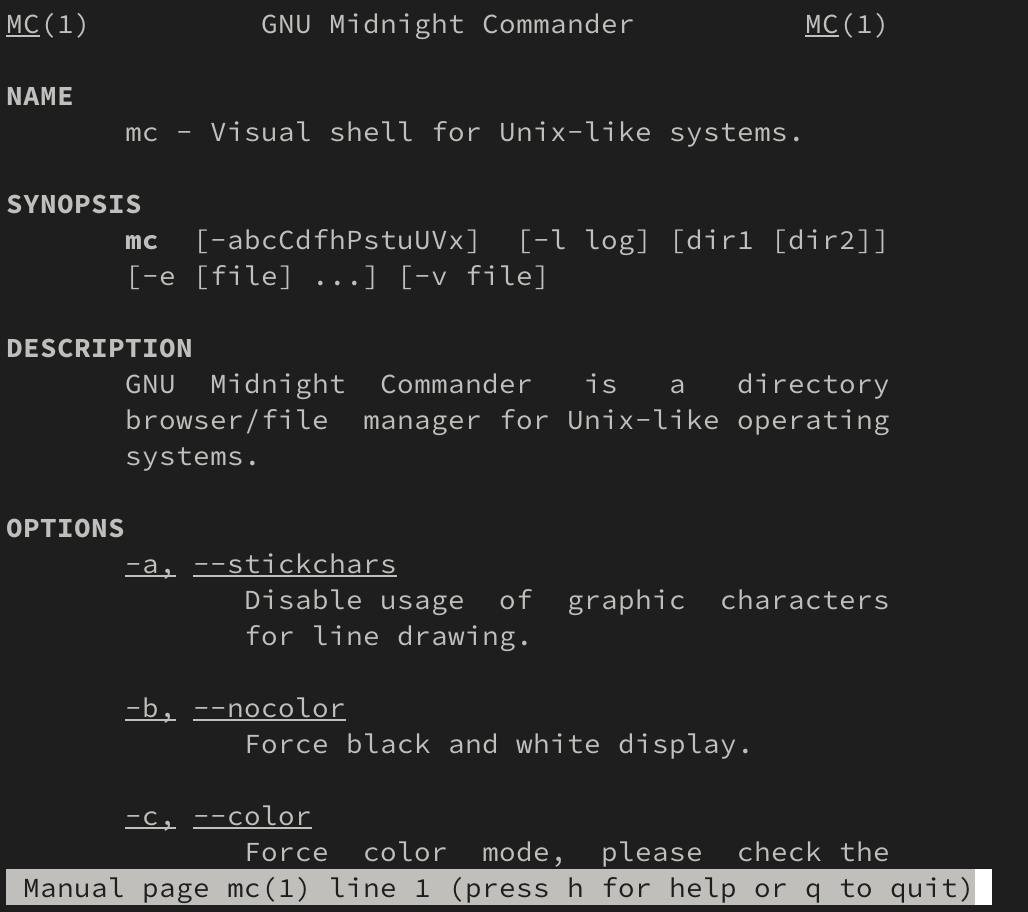 MC(1) GNU Midnight Commander MC(1)
NAME
mc - Visual shell for Unix-like systems.
SYNOPSIS
mc [-abcCdfhPstuUVx] [-l log] [dir1 [dir2]]
[-e [file] ...] [-v file]
DESCRIPTION
GNU Midnight Commander is a directory
browser/file manager for Unix-like operating
systems.
OPTIONS
-a, --stickchars
Disable usage of graphic characters
for line drawing.
-b, --nocolor
Force black and white display.
-c, --color
Force color mode, please check the
Manual page mc(1) line 1 (press h for help or q to quit)